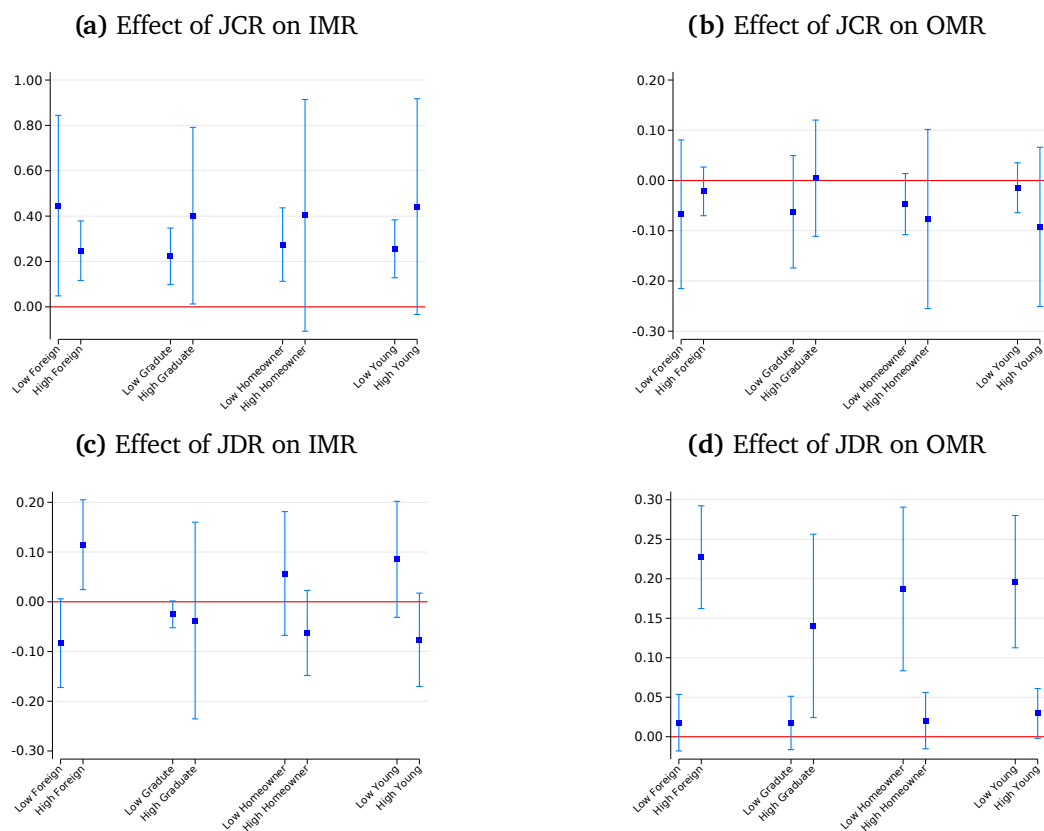 (a) Effect of JCR on IMR
1.00
0.80
0.60
0.40
0.20
0.00
Low Foreign
High Foreign
Low Gradute
High Graduate
Low Homeowner
High Homeowner
Low Young
High Young
(b) Effect of JCR on OMR
0.20
0.10
0.00
-0.10
-0.20
-0.30
Low Foreign
High Foreign
Low Gradute
High Graduate
Low Homeowner
High Homeowner
Low Young
High Young
(c) Effect of JDR on IMR
0.20
0.10
0.00
-0.10
-0.20
-0.30
Low Foreign
High Foreign
Low Gradute
High Graduate
Low Homeowner
High Homeowner
Low Young
High Young
(d) Effect of JDR on OMR
0.30
0.25
0.20
0.15
0.10
0.05
0.00
Low Foreign
High Foreign
Low Gradute
High Graduate
Low Homeowner
High Homeowner
Low Young
High Young